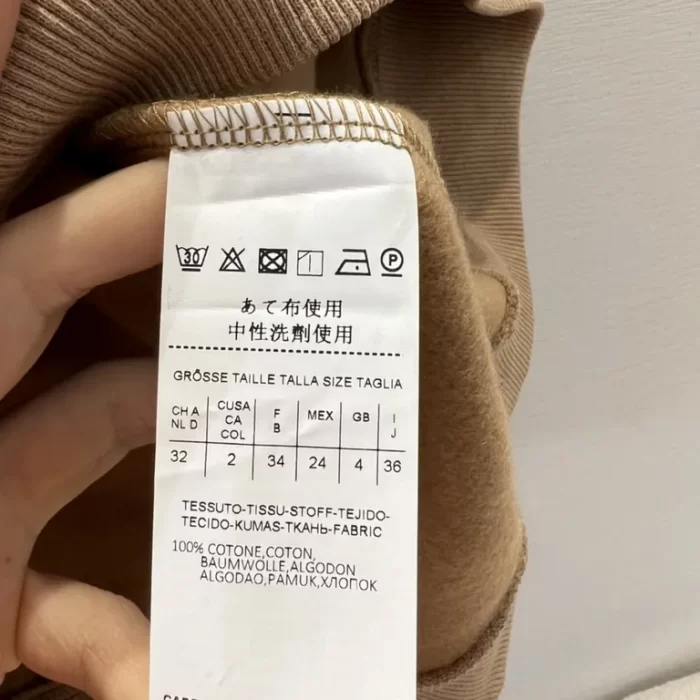 30 P
あて布使用
中性洗劑使用
GRÖSSE TAILLE TALLA SIZE TAGLIA
CH A CUSA F MEX GB I
NL D CA B J
COL
32 2 34 24 4 36
TESSUTO-TISSU-STOFF-TEJIDO-
TECIDO-KUMAS-TKAHЬ-FABRIC
100% COTONE,COTON,
BAUMWOLLE,ALGODON
ALGODAO,PAMUK,ХЛОПОК